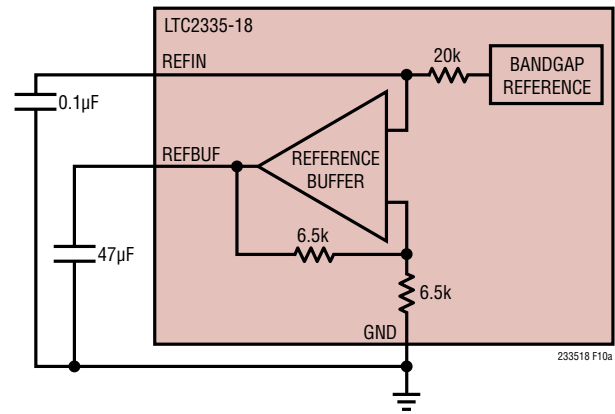 LTC2335-18
REFIN
20k
BANDGAP
REFERENCE
0.1µF
REFBUF
REFERENCE
BUFFER
6.5k
47µF
6.5k
GND
233518 F10a